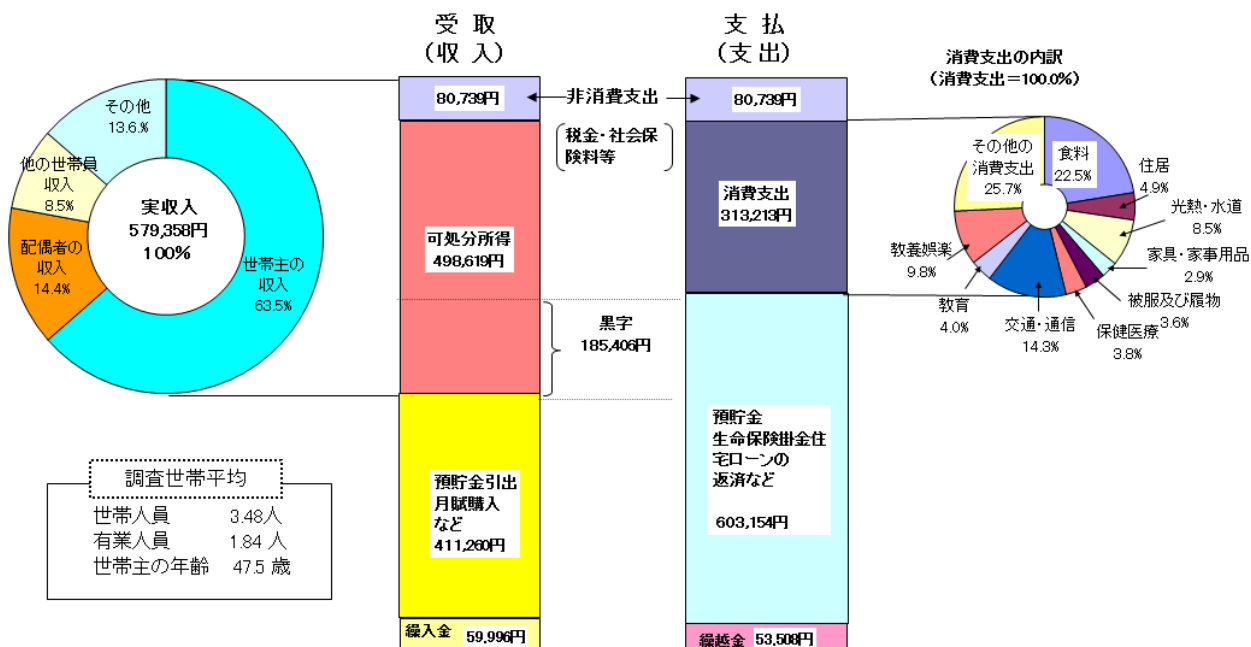 受 取
（収 入）
支 払
（支 出）
消費支出の内訳
（消費支出＝100.0%）
その他
13.6%
他の世帯員
収入
8.5%
配偶者の
収入
14.4%
実収入
579,358円
100%
世帯主の
収入
63.5%
80,739円
非消費支出
税金・社会保
険料等
80,739円
可処分所得
498,619円
消費支出
313,213円
黒字
185,406円
預貯金引出
月賦購入
など
411,260円
預貯金
生命保険掛金住
宅ローンの
返済など
603,154円
繰入金 59,996円
繰越金 53,508円
その他の
消費支出
25.7%
食料
22.5%
住居
4.9%
光熱・水道
8.5%
家具・家事用品
2.9%
被服及び履物
3.6%
保健医療
3.8%
交通・通信
14.3%
教育
4.0%
教養娯楽
9.8%
調査世帯平均
世帯人員 3.48人
有業人員 1.84 人
世帯主の年齢 47.5 歳